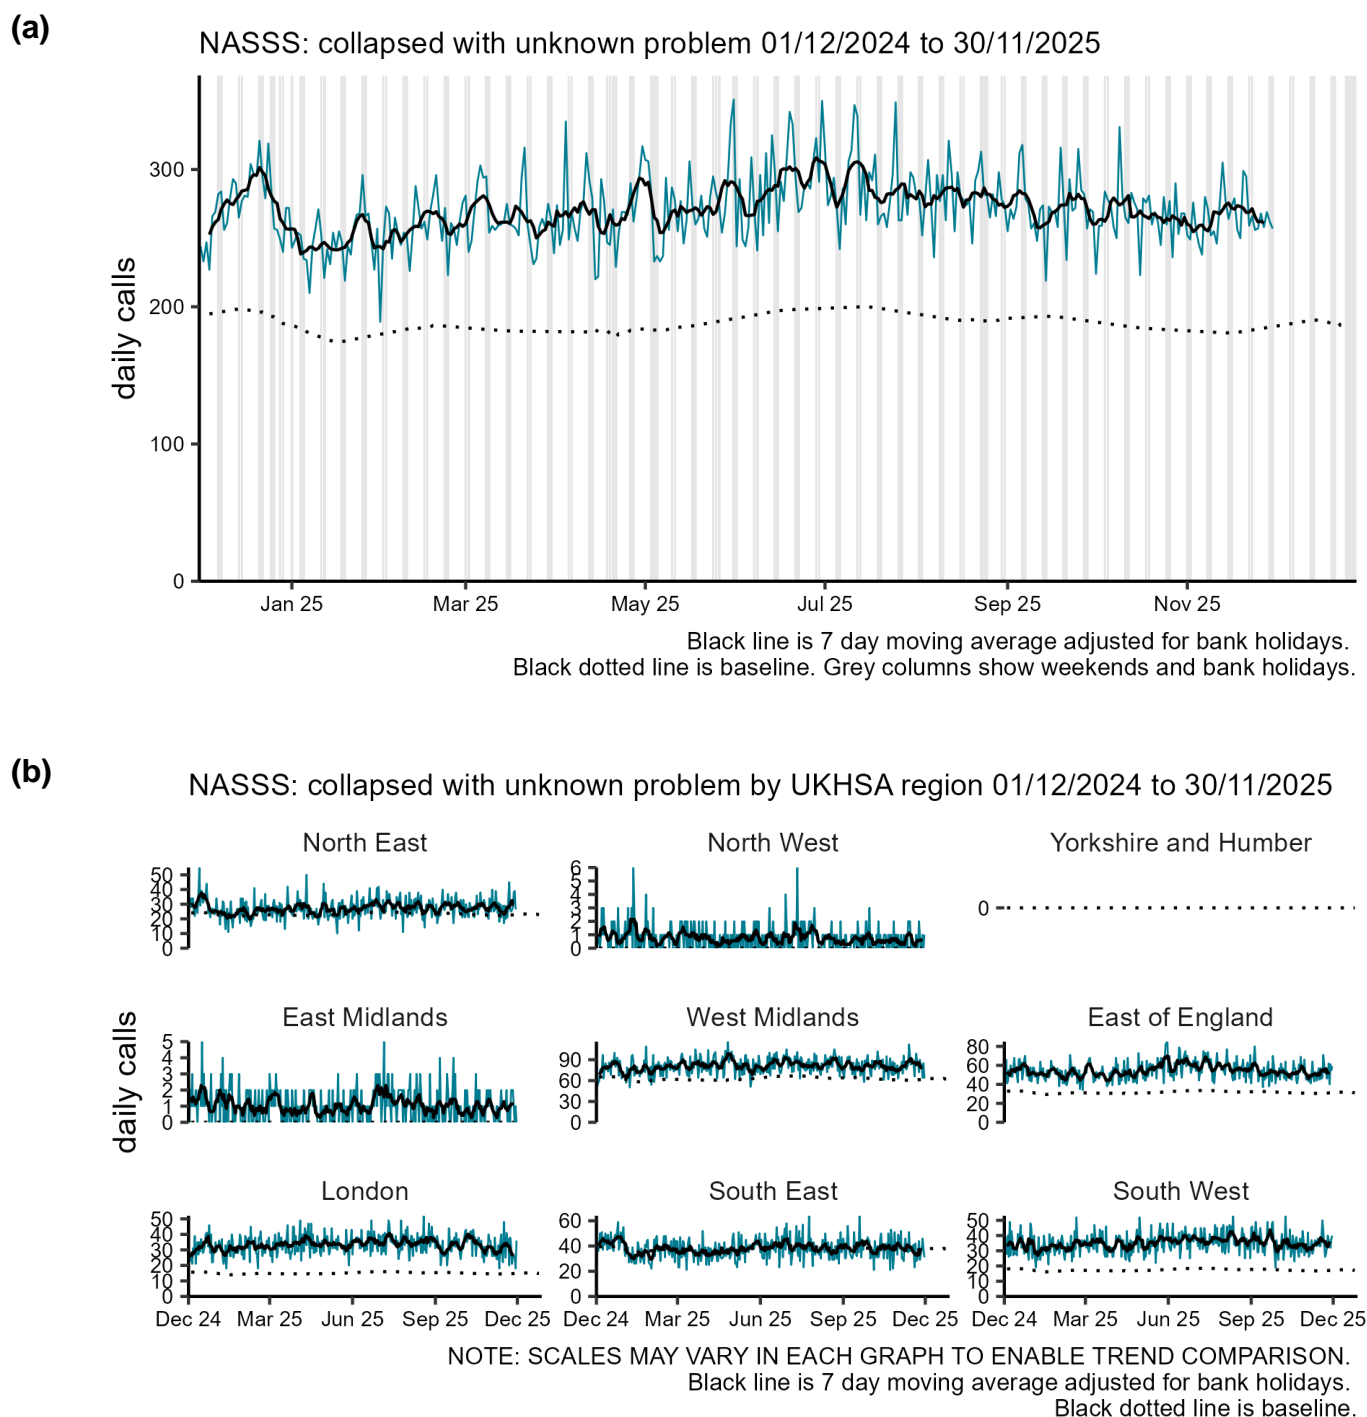 (a)
NASSS: collapsed with unknown problem 01/12/2024 to 30/11/2025
daily calls
300
200
100
0
Jan 25 Mar 25 May 25 Jul 25 Sep 25 Nov 25
Black line is 7 day moving average adjusted for bank holidays.
Black dotted line is baseline. Grey columns show weekends and bank holidays.
(b)
NASSS: collapsed with unknown problem by UKHSA region 01/12/2024 to 30/11/2025
daily calls
North East
50
40
30
20
10
0
North West
6
5
4
3
2
1
0
Yorkshire and Humber
0
East Midlands
5
4
3
2
1
0
West Midlands
90
60
30
0
East of England
80
60
40
20
0
London
50
40
30
20
10
0
Dec 24 Mar 25 Jun 25 Sep 25 Dec 25
South East
60
40
20
0
Dec 24 Mar 25 Jun 25 Sep 25 Dec 25
South West
50
40
30
20
10
0
Dec 24 Mar 25 Jun 25 Sep 25 Dec 25
NOTE: SCALES MAY VARY IN EACH GRAPH TO ENABLE TREND COMPARISON.
Black line is 7 day moving average adjusted for bank holidays.
Black dotted line is baseline.